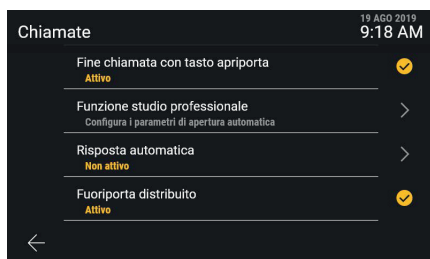 Chiamate
19 AGO 2019
9:18 AM
Fine chiamata con tasto apriporta
Attivo
Funzione studio professionale
Configura i parametri di apertura automatica
Risposta automatica
Non attivo
Fuoriporta distribuito
Attivo